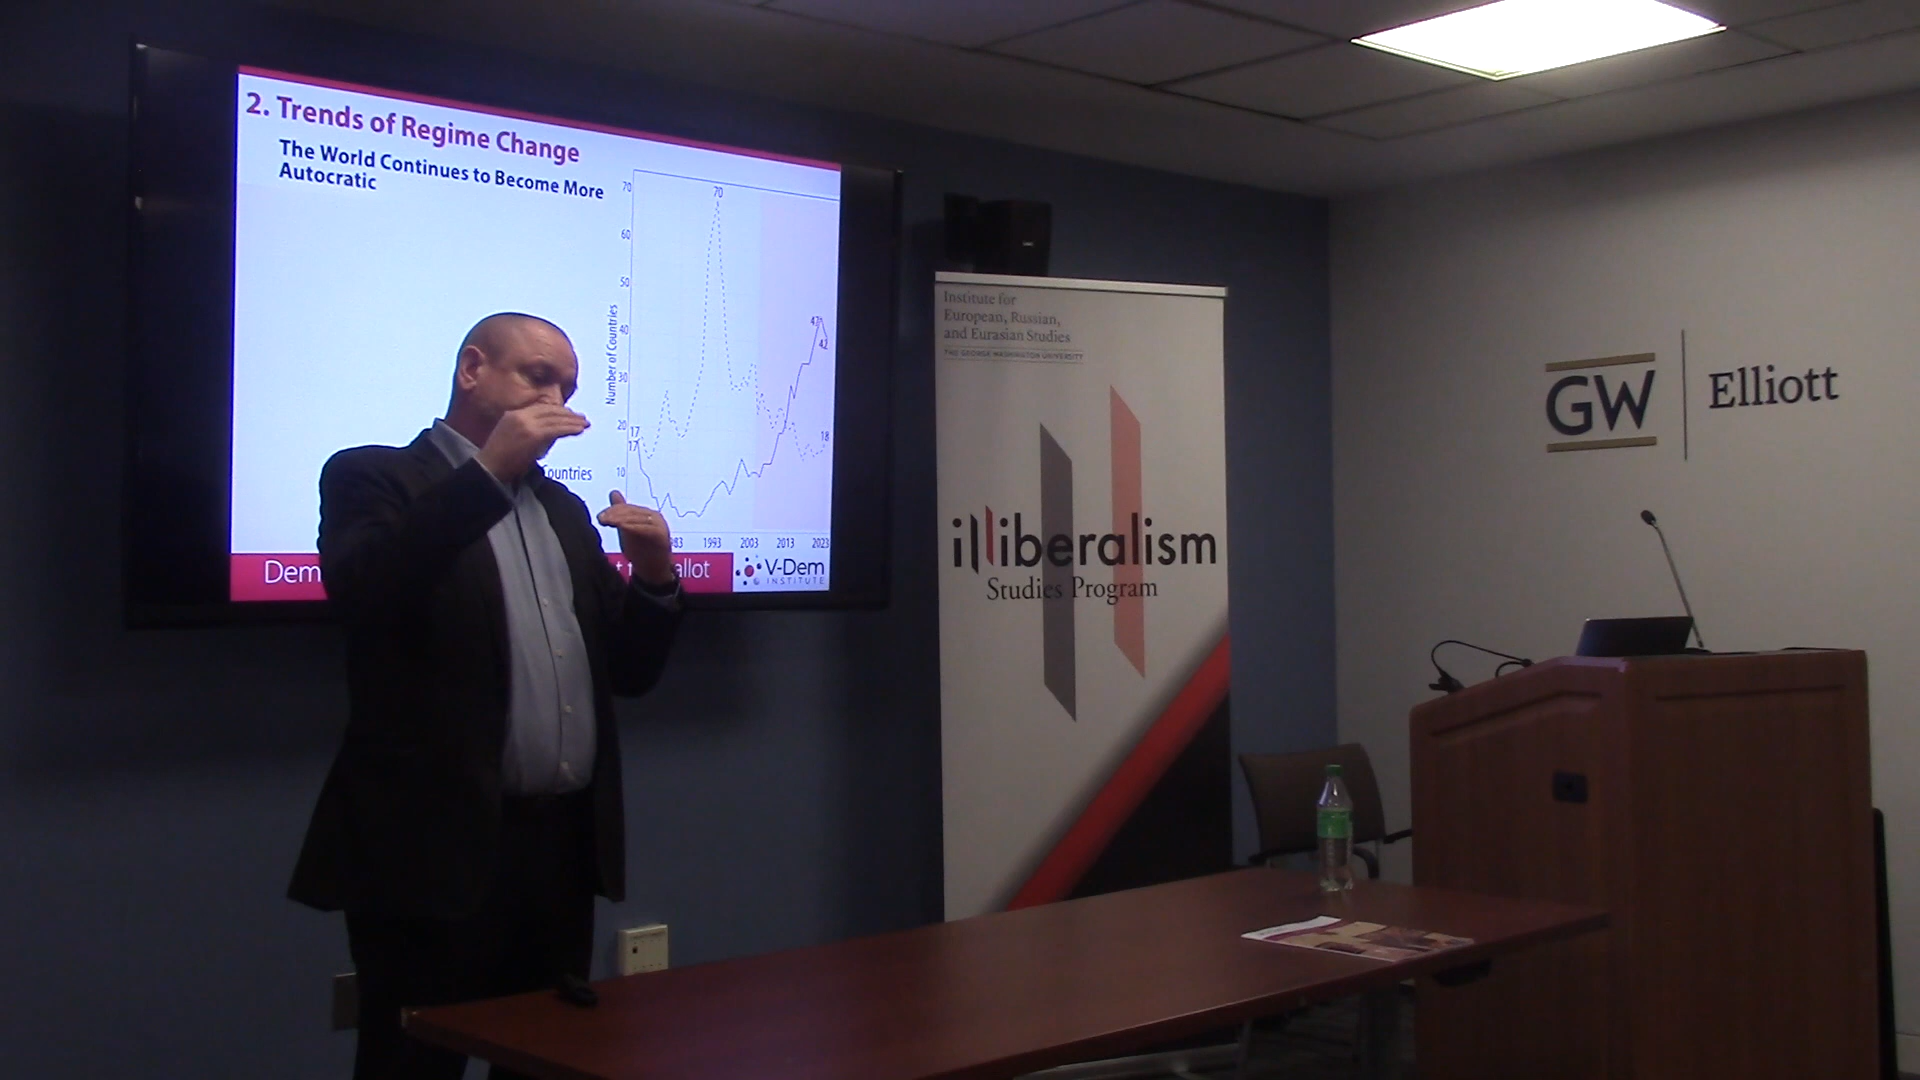 2. Trends of Regime Change
The World Continues to Become More
Autocratic
70
60
50
40
30
20
10
Number of Countries
70
17
17
42
18
Countries
1993
2003
2013
2023
Dem
allot
V-Dem
INSTITUTE
Institute for
European, Russian,
and Eurasian Studies
THE GEORGE WASHINGTON UNIVERSITY
illiberalism
Studies Program
GW
Elliott